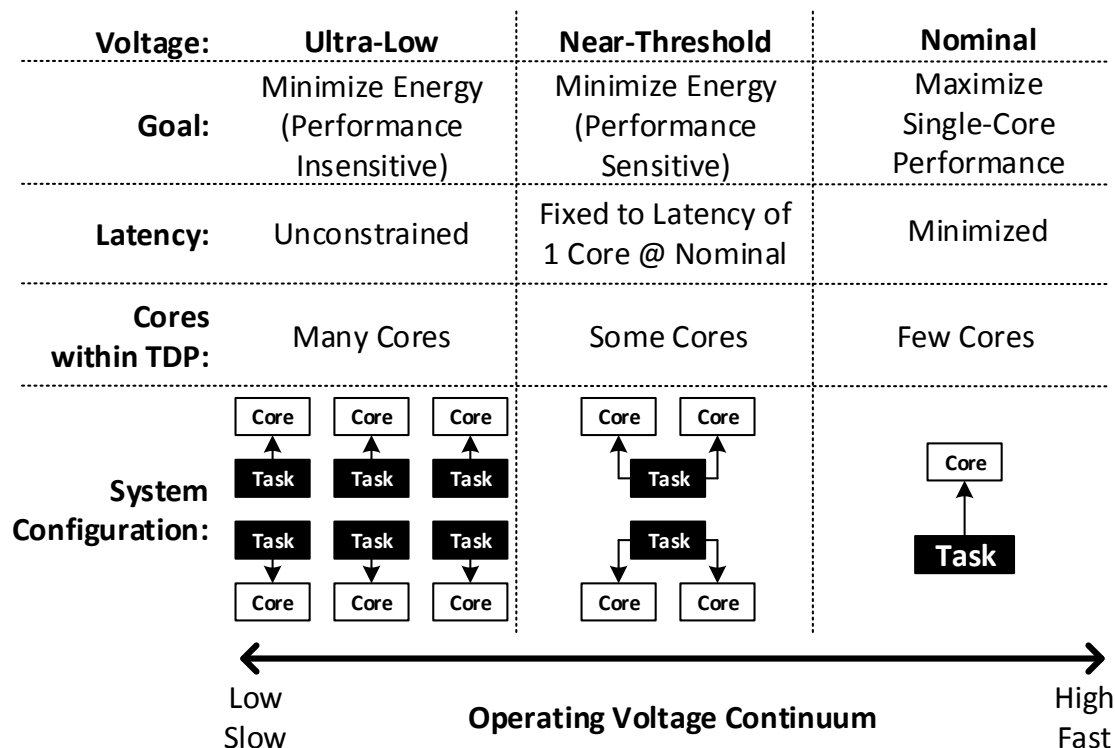 Voltage: Ultra-Low Near-Threshold Nominal
Minimize Energy Minimize Energy Maximize
Goal: (Performance (Performance Single-Core
Insensitive) Sensitive) Performance
Latency: Unconstrained Fixed to Latency of Minimized
1 Core @ Nominal
Cores
within TDP: Many Cores Some Cores Few Cores
Core Core Core Core Core
Core
Task Task Task Task
System
Configuration:
Task Task Task Task Task
Core Core Core Core Core
Low High
Slow Operating Voltage Continuum Fast